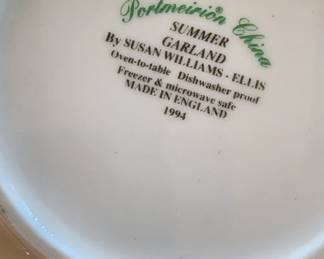 Portmeirion® China
SUMMER
GARLAND
By SUSAN WILLIAMS - ELLIS
Oven-to-table Dishwasher proof
Freezer & microwave safe
MADE IN ENGLAND
1994